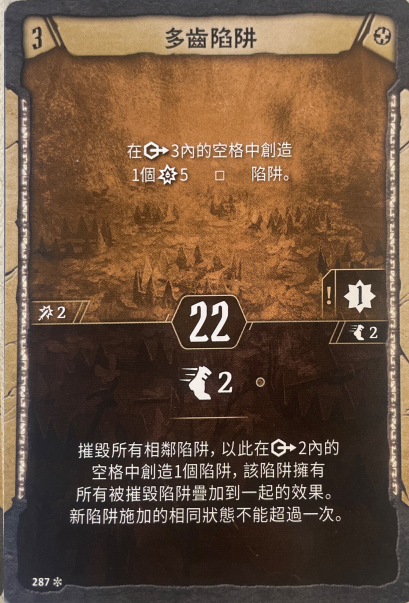 3
多齒陷阱
在3內的空格中創造
1個5 □ 陷阱。
2
22
! 1
2
2
摧毀所有相鄰陷阱，以此在2內的
空格中創造1個陷阱，該陷阱擁有
所有被摧毀陷阱疊加到一起的效果。
新陷阱施加的相同狀態不能超過一次。
287